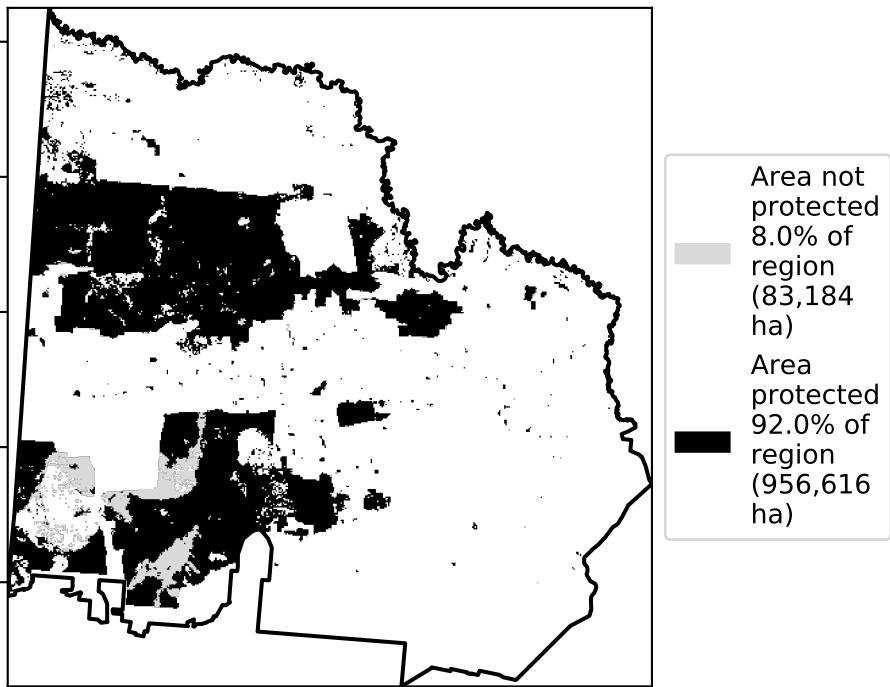 Area not
protected
8.0% of
region
(83,184
ha)
Area
protected
92.0% of
region
(956,616
ha)